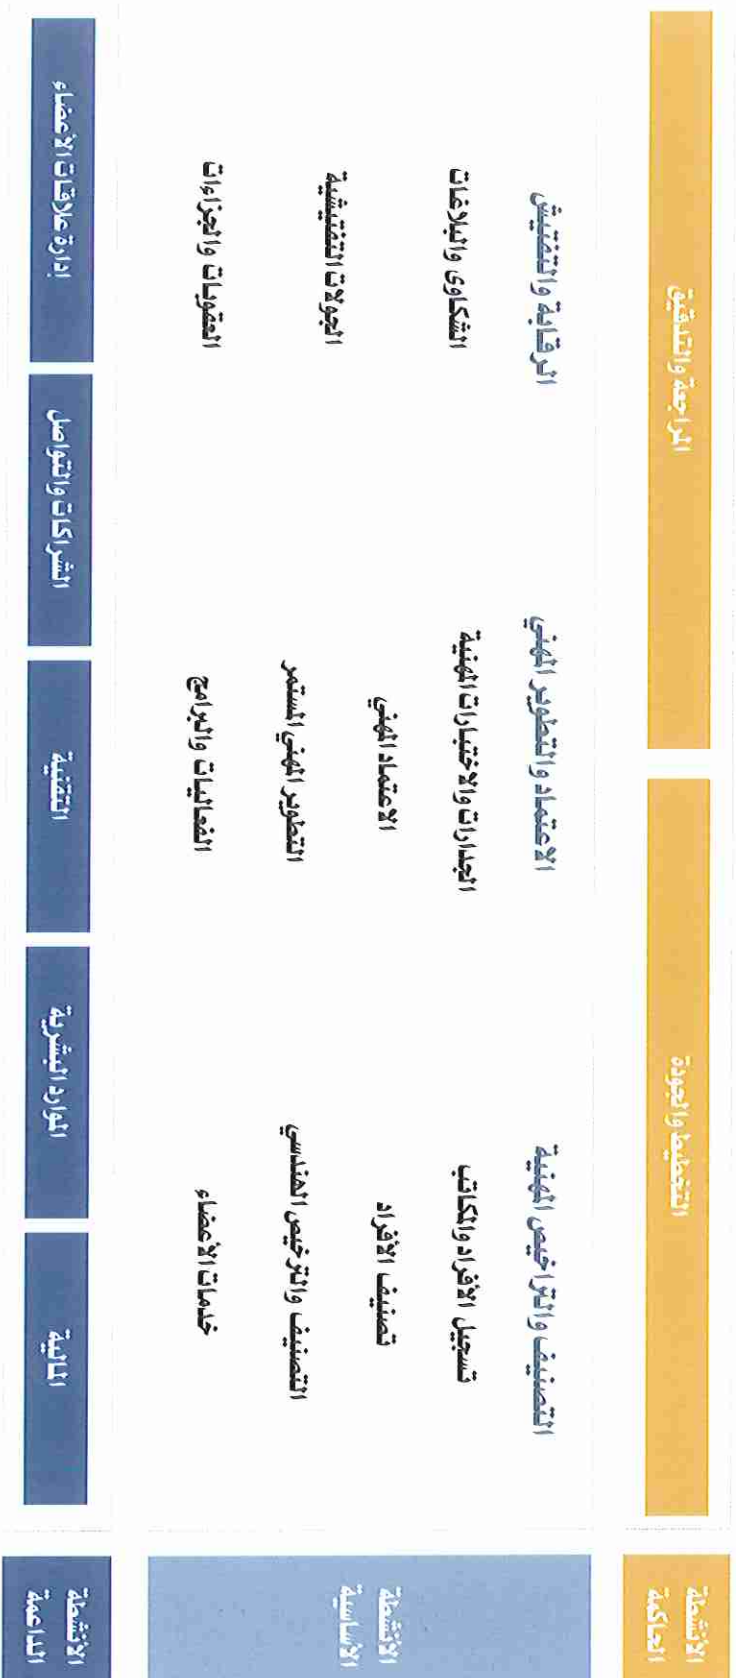 الأنشطة
الحاكمة
التخطيط والجودة
المراجعة والتدقيق
الأنشطة
الأساسية
التصنيف والتراخيص المهنية
تسجيل الأفراد والمكاتب
تصنيف الأفراد
التصنيف والترخيص الهندسي
خدمات الأعضاء
الاعتماد والتطوير المهني
الجدارات والاختبارات المهنية
الاعتماد المهني
التطوير المهني المستمر
الفعاليات والبرامج
الرقابة والتفتيش
الشكاوى والبلاغات
الجولات التفتيشية
العقوبات والجزاءات
الأنشطة
الداعمة
المالية
الموارد البشرية
التقنية
الشراكات والتواصل
إدارة علاقات الأعضاء